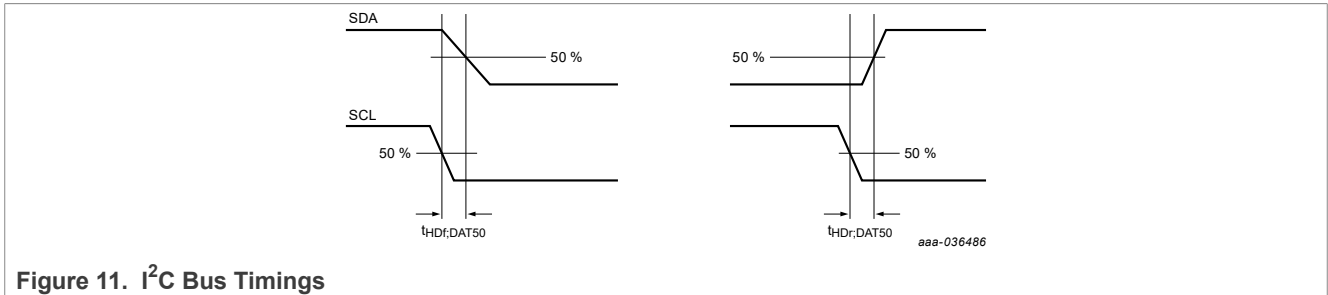 SDA
50 %
50 %
SCL
50 %
50 %
tHDf;DAT50
tHDr;DAT50
aaa-036486
Figure 11. I²C Bus Timings